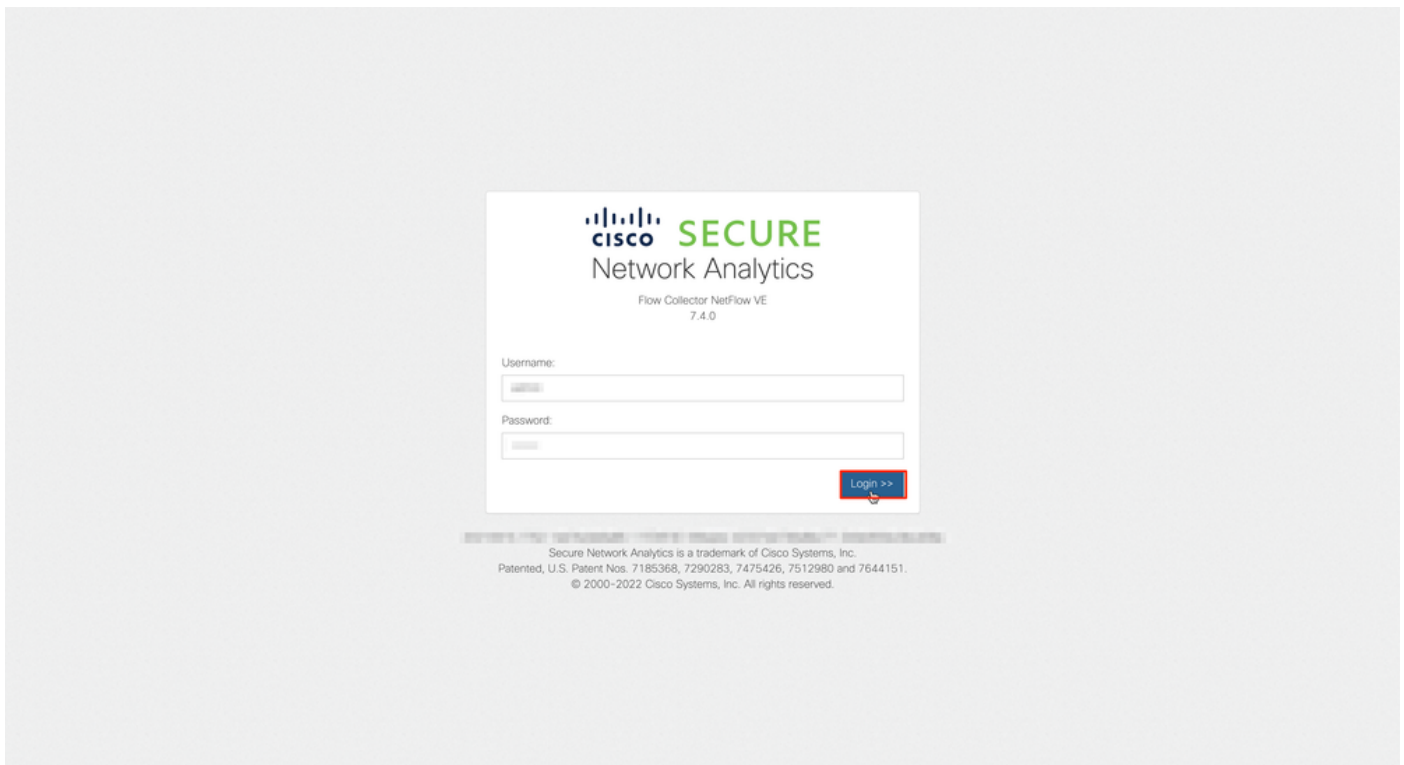 CISCO SECURE
Network Analytics
Flow Collector NetFlow VE
7.4.0
Username:
Password:
Login >>
Secure Network Analytics is a trademark of Cisco Systems, Inc.
Patented, U.S. Patent Nos. 7185368, 7290283, 7475426, 7512980 and 7644151.
© 2000-2022 Cisco Systems, Inc. All rights reserved.